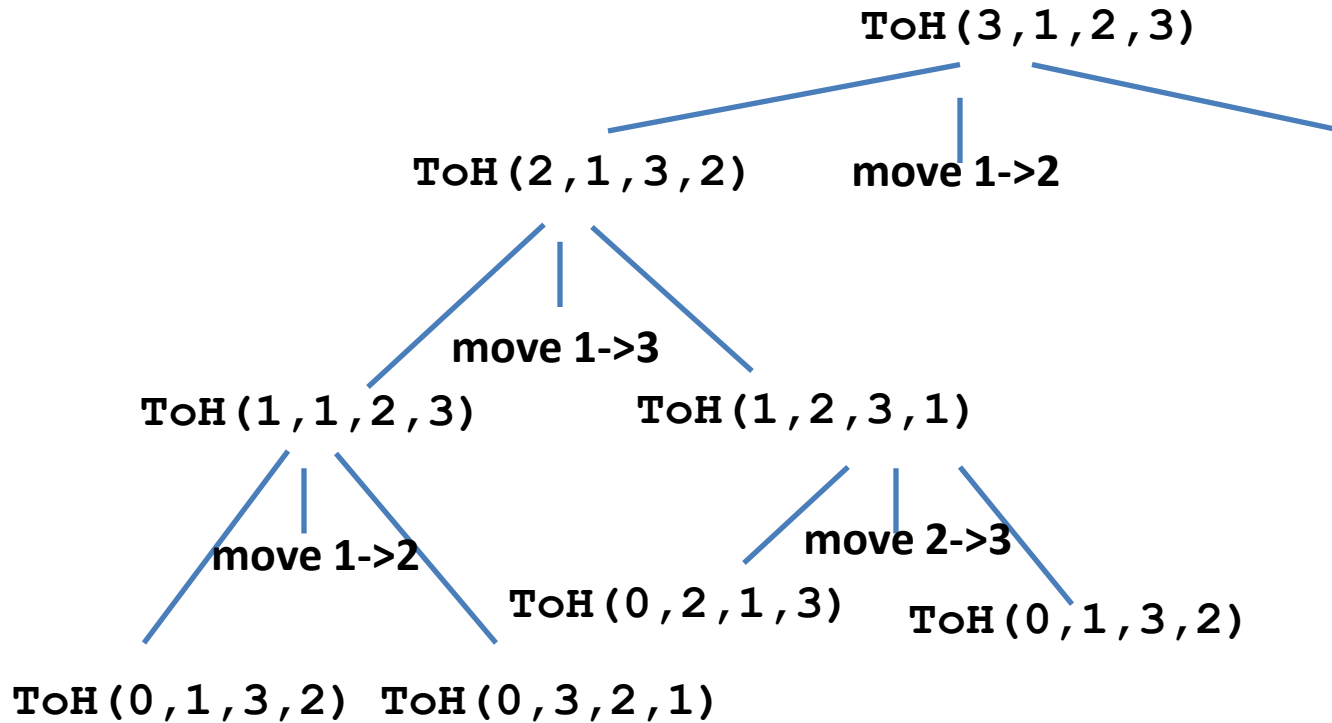 ToH(3,1,2,3)
ToH(2,1,3,2)
move 1->2
move 1->3
ToH(1,1,2,3)
ToH(1,2,3,1)
move 1->2
move 2->3
ToH(0,2,1,3)
ToH(0,1,3,2)
ToH(0,1,3,2)
ToH(0,3,2,1)